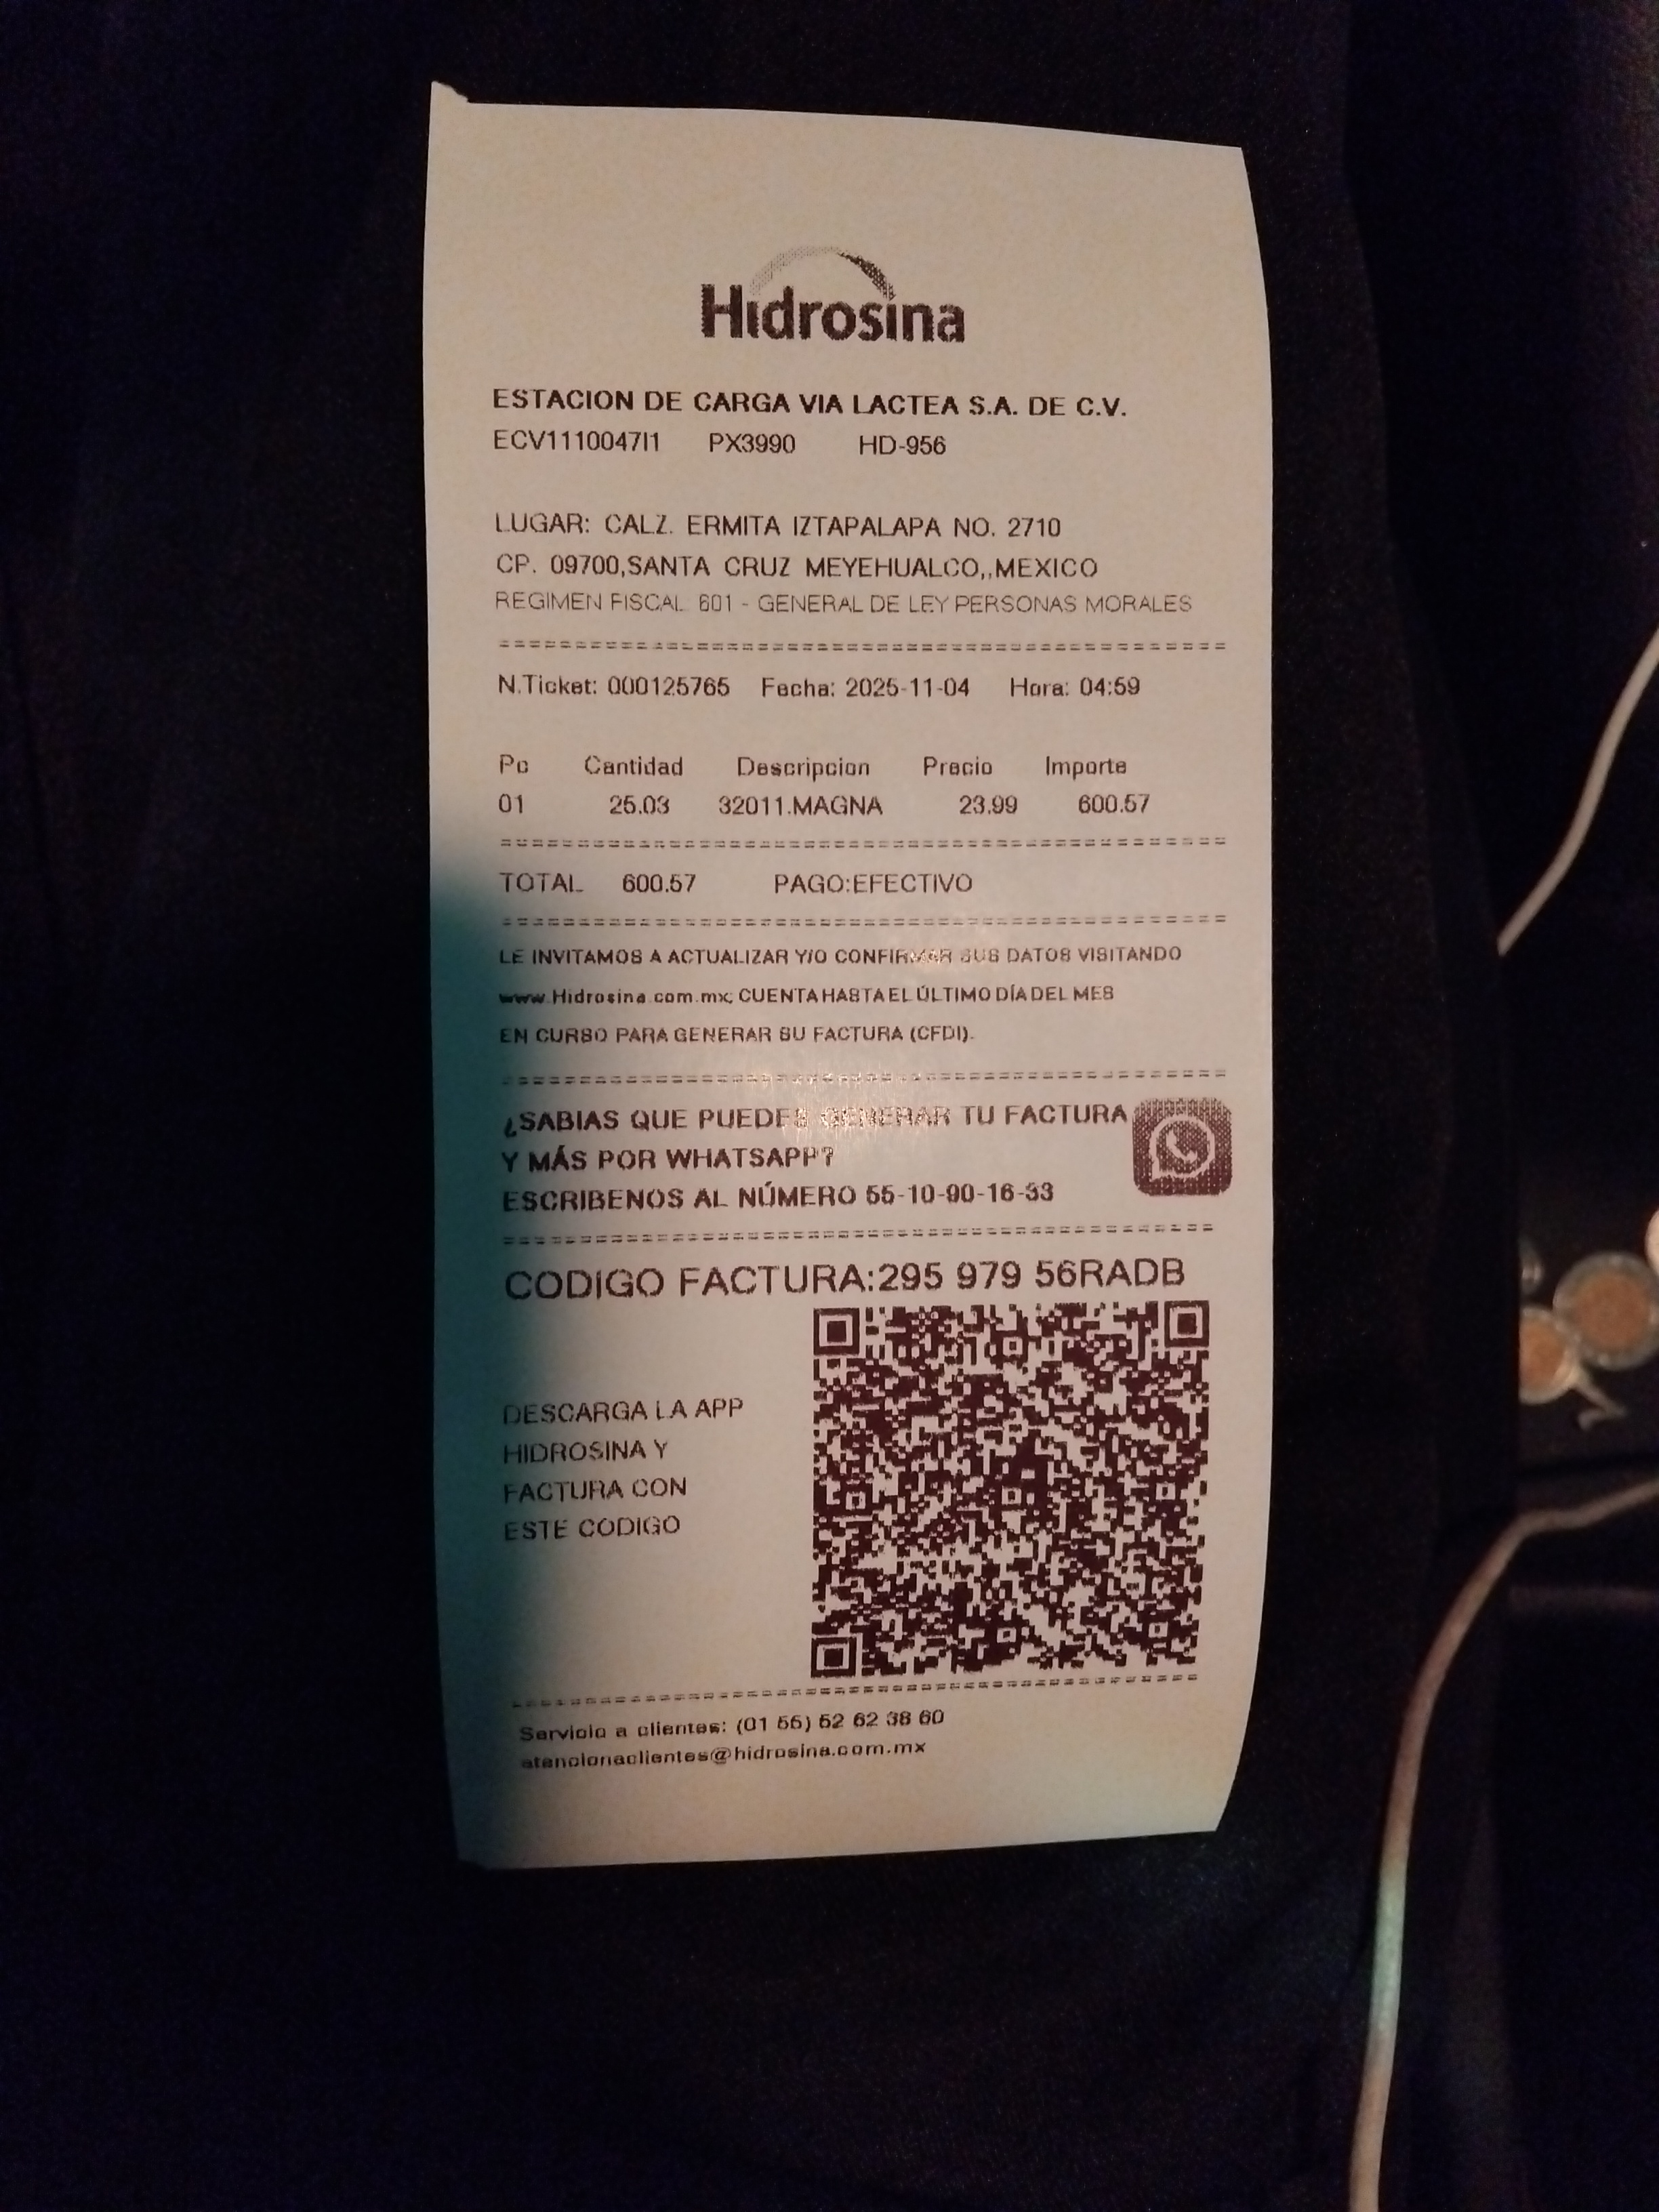 Hidrosina
ESTACION DE CARGA VIA LACTEA S.A. DE C.V.
ECV1110047I1 PX3990 HD-956
LUGAR: CALZ. ERMITA IZTAPALAPA NO. 2710
CP. 09700,SANTA CRUZ MEYEHUALCO,,MEXICO
REGIMEN FISCAL 601 - GENERAL DE LEY PERSONAS MORALES
N.Ticket: 000125765 Fecha: 2025-11-04 Hora: 04:59
Pc Cantidad Descripcion Precio Importe
01 25.03 32011.MAGNA 23.99 600.57
TOTAL 600.57 PAGO:EFECTIVO
LE INVITAMOS A ACTUALIZAR Y/O CONFIRMAR SUS DATOS VISITANDO
www.Hidrosina.com.mx; CUENTA HASTA EL ÚLTIMO DÍA DEL MES
EN CURSO PARA GENERAR SU FACTURA (CFDI).
¿SABIAS QUE PUEDES GENERAR TU FACTURA
Y MÁS POR WHATSAPP?
ESCRIBENOS AL NÚMERO 55-10-90-16-33
CODIGO FACTURA:295 979 56RADB
DESCARGA LA APP
HIDROSINA Y
FACTURA CON
ESTE CODIGO
Servicio a clientes: (01 55) 52 62 38 60
atencionaclientes@hidrosina.com.mx